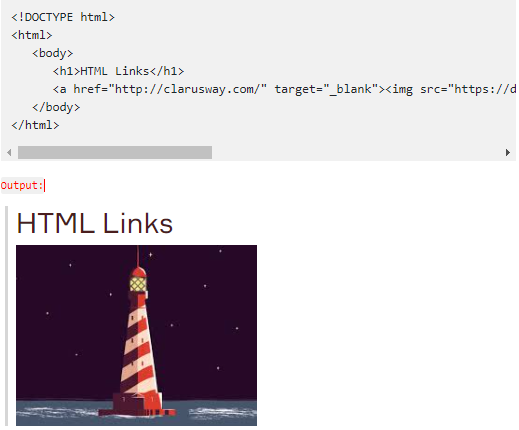 <!DOCTYPE html>
<html>
<body>
<h1>HTML Links</h1>
<a href="http://clarusway.com/" target="_blank"><img src="https://d
</body>
</html>
Output:
HTML Links